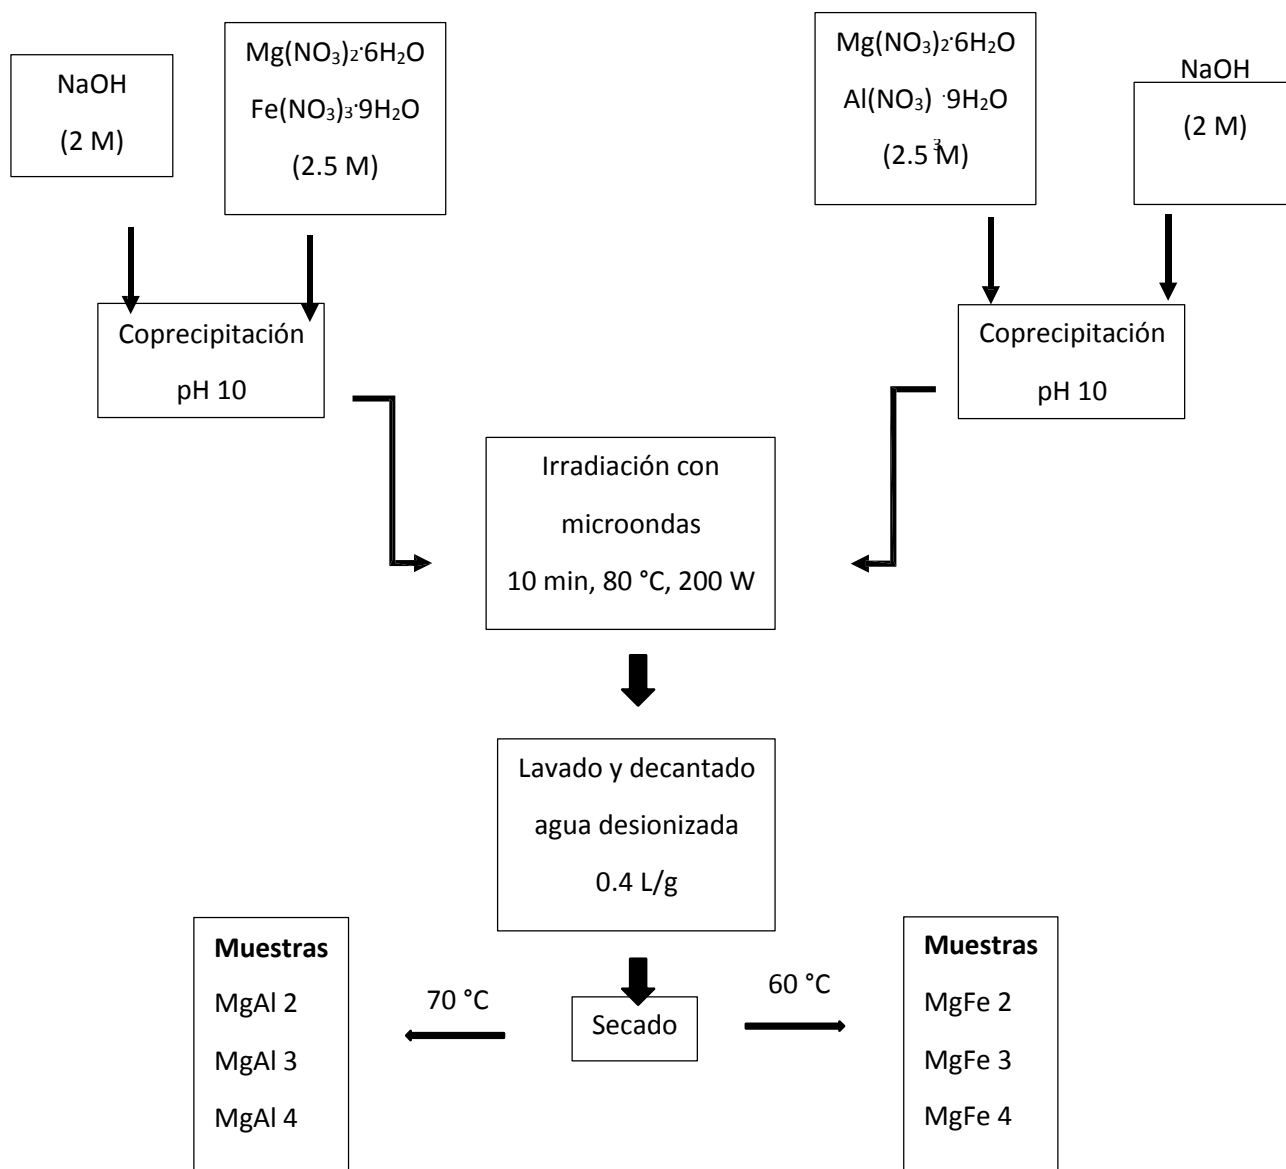 NaOH
(2 M)
Mg(NO₃)₂·6H₂O
Fe(NO₃)₃·9H₂O
(2.5 M)
Mg(NO₃)₂·6H₂O
Al(NO₃)₃·9H₂O
(2.5 M)
NaOH
(2 M)
Coprecipitación
pH 10
Coprecipitación
pH 10
Irradiación con
microondas
10 min, 80 °C, 200 W
Lavado y decantado
agua desionizada
0.4 L/g
Secado
70 °C
60 °C
Muestras
MgAl 2
MgAl 3
MgAl 4
Muestras
MgFe 2
MgFe 3
MgFe 4